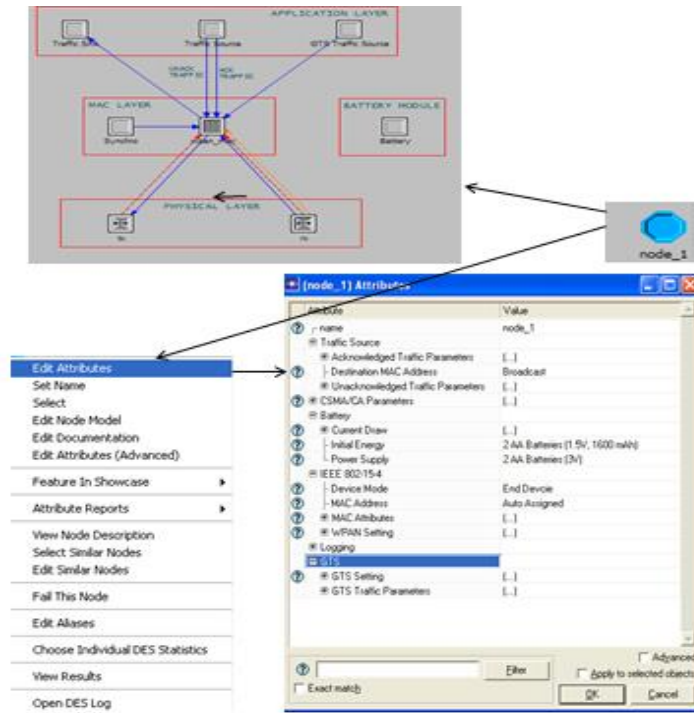 APPLICATION LAYER
Traffic Sink
Traffic Source
GTS Traffic Source
UNACK
TRAFFIC
ACK
TRAFFIC
MAC LAYER
BATTERY MODULE
Synchro
Battery
PHYSICAL LAYER
node_1
(node_1) Attributes
Attribute
Value
name
node_1
Traffic Source
Acknowledged Traffic Parameters
(...)
Destination MAC Address
Broadcast
Unacknowledged Traffic Parameters
(...)
CSMA/CA Parameters
(...)
Battery
Current Draw
(...)
Initial Energy
2 AA Batteries (1.5V, 1600 mAh)
Power Supply
2 AA Batteries (3V)
IEEE 802-15-4
Device Mode
End Devcie
MAC Address
Auto Assigned
MAC Attributes
(...)
WPAN Setting
(...)
Logging
GTS
GTS Setting
(...)
GTS Traffic Parameters
(...)
Advanced
Filter
Apply to selected objects
Exact match
OK
Cancel
Edit Attributes
Set Name
Select
Edit Node Model
Edit Documentation
Edit Attributes (Advanced)
Feature In Showcase
Attribute Reports
View Node Description
Select Similar Nodes
Edit Similar Nodes
Fail This Node
Edit Aliases
Choose Individual DES Statistics
View Results
Open DES Log